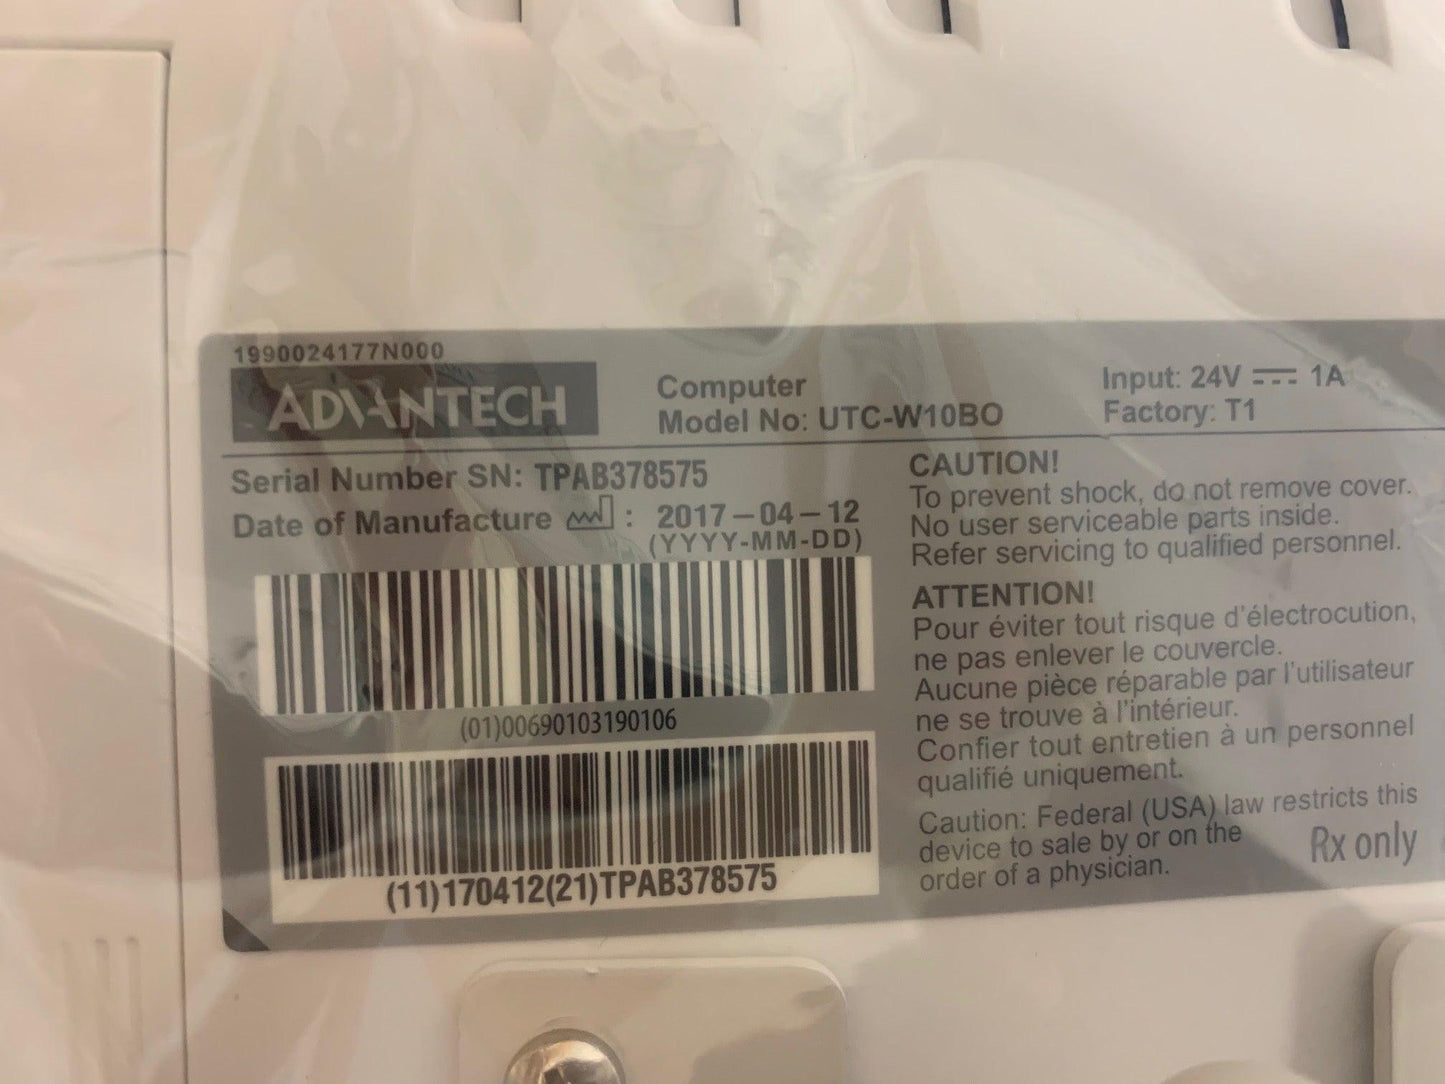 1990024177N000
ADVANTECH
Computer
Model No: UTC-W10BO
Input: 24V 1A
Factory: T1
Serial Number SN: TPAB378575
Date of Manufacture : 2017-04-12
(YYYY-MM-DD)
(01)00690103190106
(11)170412(21)TPAB378575
CAUTION!
To prevent shock, do not remove cover.
No user serviceable parts inside.
Refer servicing to qualified personnel.
ATTENTION!
Pour éviter tout risque d'électrocution,
ne pas enlever le couvercle.
Aucune pièce réparable par l'utilisateur
ne se trouve à l'intérieur.
Confier tout entretien à un personnel
qualifié uniquement.
Caution: Federal (USA) law restricts this
device to sale by or on the
order of a physician.
Rx only